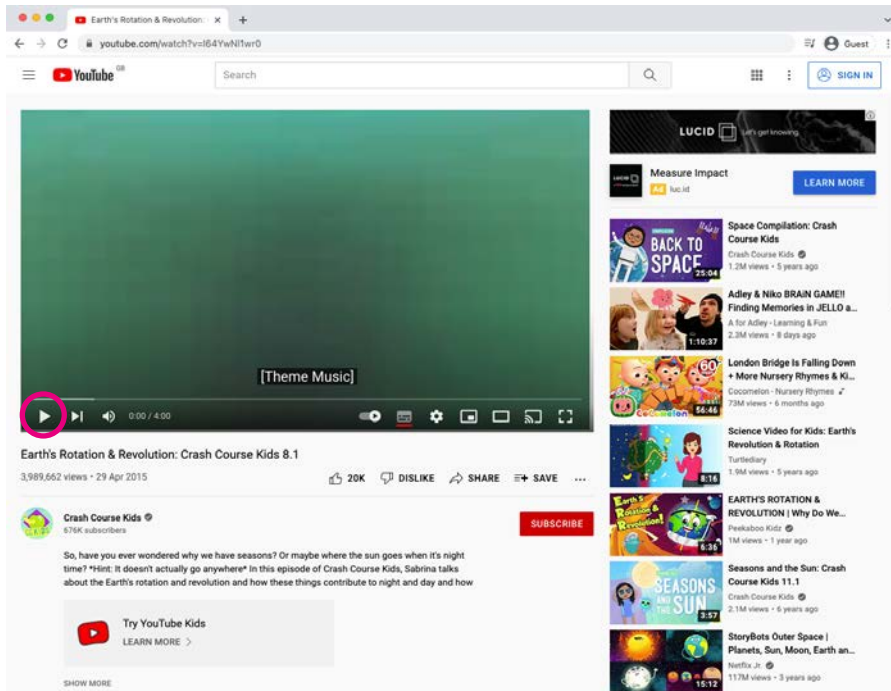 Earth's Rotation & Revolution:
youtube.com/watch?v=I64YwNl1wr0
Guest
YouTube GB
Search
SIGN IN
[Theme Music]
0:00 / 4:00
Earth's Rotation & Revolution: Crash Course Kids 8.1
3,989,662 views • 29 Apr 2015
20K
DISLIKE
SHARE
SAVE
Crash Course Kids
676K subscribers
SUBSCRIBE
So, have you ever wondered why we have seasons? Or maybe where the sun goes when it's night
time? *Hint: It doesn't actually go anywhere* In this episode of Crash Course Kids, Sabrina talks
about the Earth's rotation and revolution and how these things contribute to night and day and how
Try YouTube Kids
LEARN MORE
SHOW MORE
LUCID
Let's get knowing.
Measure Impact
Ad luc.id
LEARN MORE
BACK TO
SPACE
25:04
Space Compilation: Crash
Course Kids
Crash Course Kids
1.2M views • 5 years ago
1:10:37
Adley & Niko BRAiN GAME!!
Finding Memories in JELLO a...
A for Adley - Learning & Fun
2.3M views • 8 days ago
60
CoComelon
56:46
London Bridge Is Falling Down
+ More Nursery Rhymes & Ki...
Cocomelon - Nursery Rhymes
73M views • 6 months ago
8:16
Science Video for Kids: Earth's
Revolution & Rotation
Turtlediary
1.9M views • 5 years ago
Earth's
Rotation &
Revolution!
6:36
EARTH'S ROTATION &
REVOLUTION | Why Do We...
Peekaboo Kidz
1M views • 1 year ago
SEASONS
AND
THE SUN
3:57
Seasons and the Sun: Crash
Course Kids 11.1
Crash Course Kids
2.1M views • 6 years ago
15:12
StoryBots Outer Space |
Planets, Sun, Moon, Earth an...
Netflix Jr.
117M views • 3 years ago